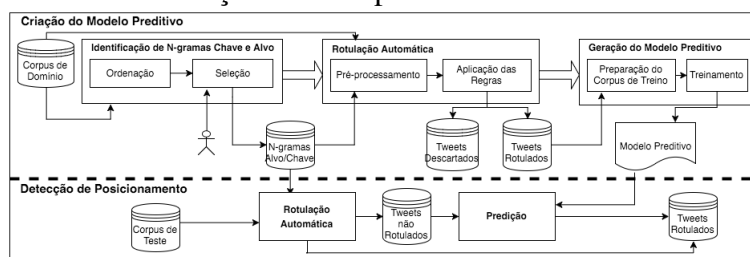 Criação do Modelo Preditivo
Identificação de N-gramas Chave e Alvo
Ordenação
Seleção
Corpus de
Domínio
N-gramas
Alvo/Chave
Rotulação Automática
Pré-processamento
Aplicação das
Regras
Tweets
Descartados
Tweets
Rotulados
Geração do Modelo Preditivo
Preparação do
Corpus de Treino
Treinamento
Modelo Preditivo
Detecção de Posicionamento
Corpus de
Teste
Rotulação
Automática
Tweets
não
Rotulados
Predição
Tweets
Rotulados